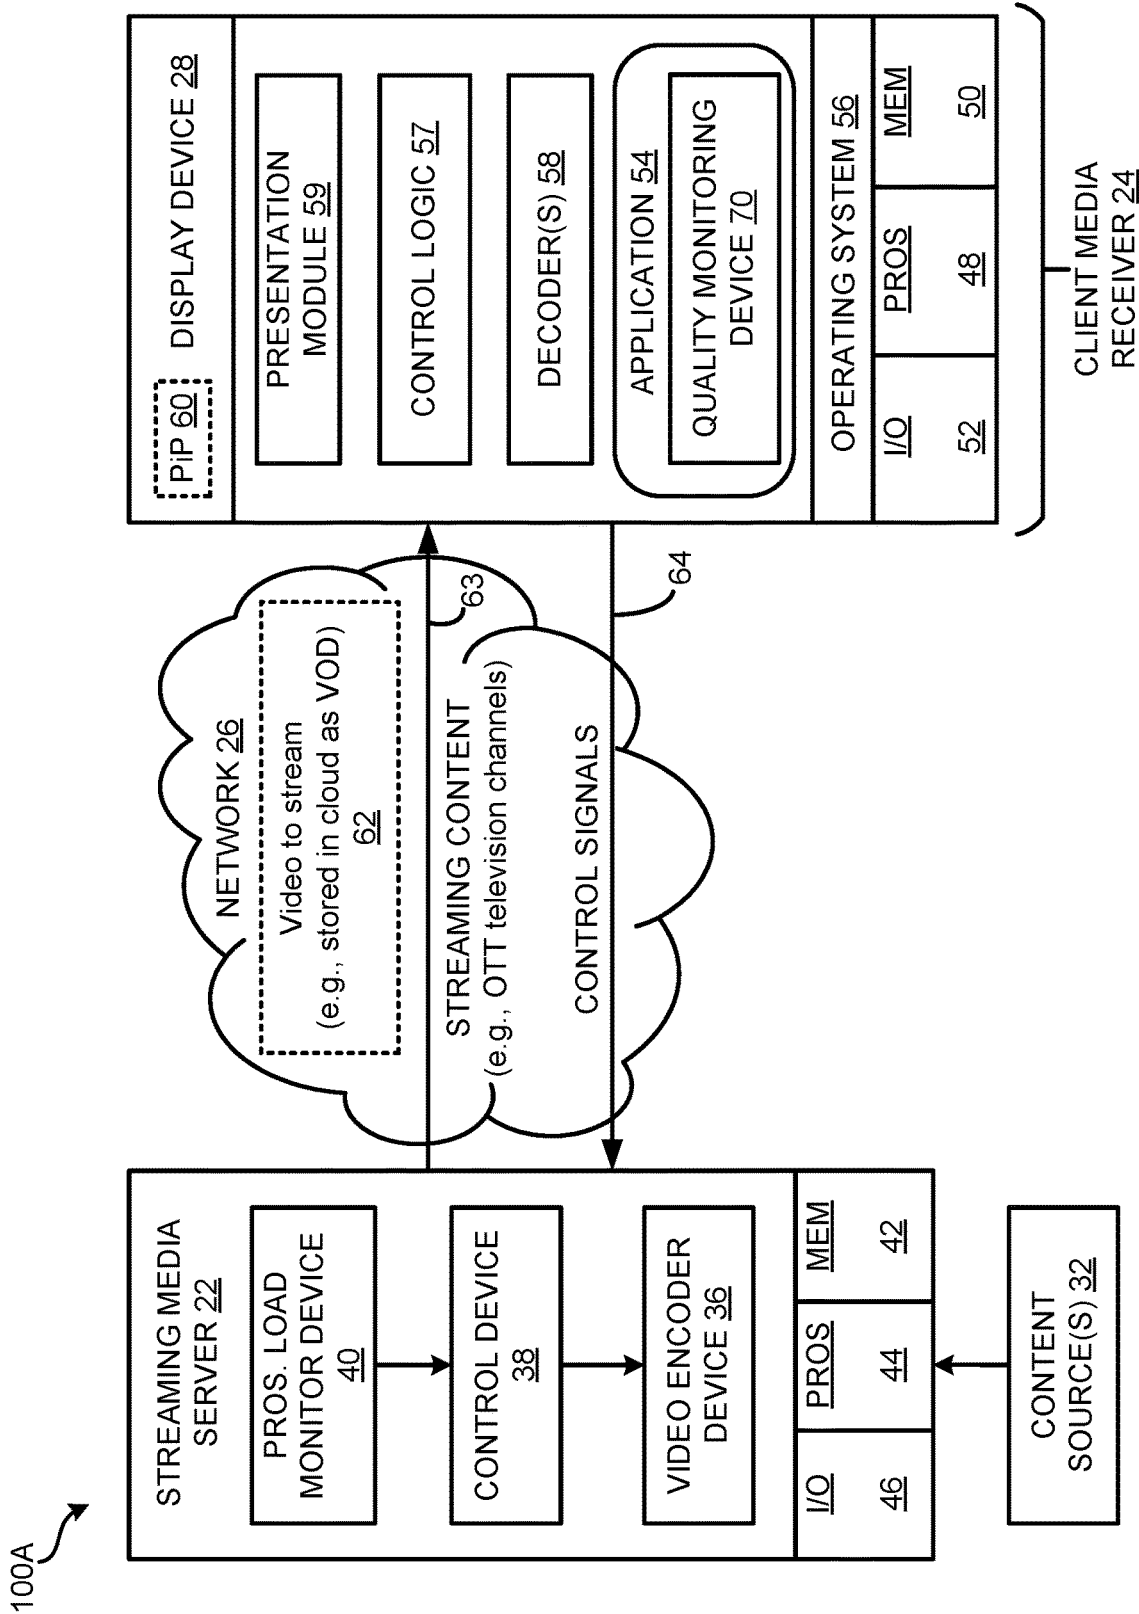 100A
STREAMING MEDIA
SERVER 22
PROS. LOAD
MONITOR DEVICE
40
CONTROL DEVICE
38
VIDEO ENCODER
DEVICE 36
I/O
46
PROS
44
MEM
42
CONTENT
SOURCE(S) 32
NETWORK 26
Video to stream
(e.g., stored in cloud as VOD)
62
63
STREAMING CONTENT
(e.g., OTT television channels)
CONTROL SIGNALS
64
PiP 60
DISPLAY DEVICE 28
PRESENTATION
MODULE 59
CONTROL LOGIC 57
DECODER(S) 58
APPLICATION 54
QUALITY MONITORING
DEVICE 70
OPERATING SYSTEM 56
I/O
52
PROS
48
MEM
50
CLIENT MEDIA
RECEIVER 24